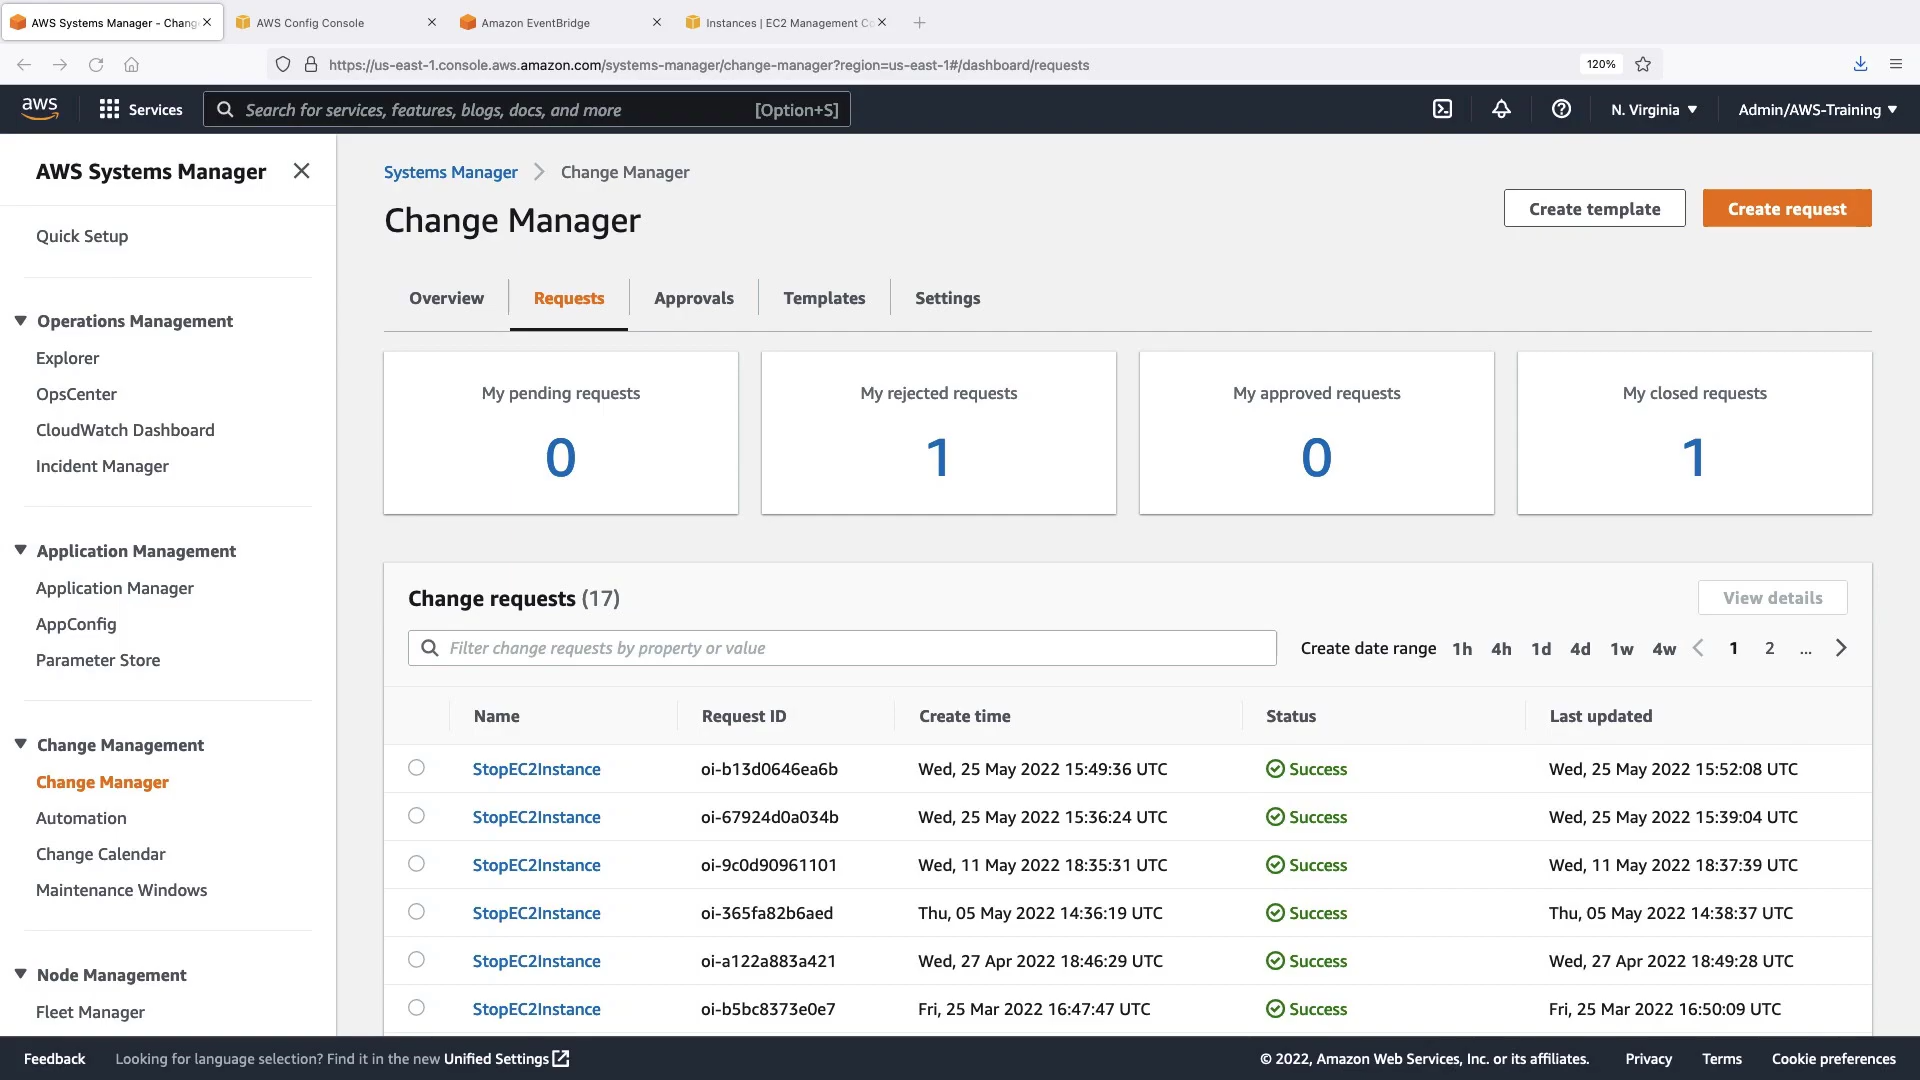 AWS Systems Manager - Chang
AWS Config Console
Amazon EventBridge
Instances | EC2 Management Co
https://us-east-1.console.aws.amazon.com/systems-manager/change-manager?region=us-east-1#/dashboard/requests
120%
aws
Services
Search for services, features, blogs, docs, and more
[Option+S]
N. Virginia
Admin/AWS-Training
AWS Systems Manager
Quick Setup
Operations Management
Explorer
OpsCenter
CloudWatch Dashboard
Incident Manager
Application Management
Application Manager
AppConfig
Parameter Store
Change Management
Change Manager
Automation
Change Calendar
Maintenance Windows
Node Management
Fleet Manager
Systems Manager > Change Manager
Change Manager
Create template
Create request
Overview Requests Approvals Templates Settings
My pending requests
0
My rejected requests
1
My approved requests
0
My closed requests
1
Change requests (17)
View details
Filter change requests by property or value
Create date range 1h 4h 1d 4d 1w 4w 1 2 ...
Name Request ID Create time Status Last updated
StopEC2Instance oi-b13d0646ea6b Wed, 25 May 2022 15:49:36 UTC Success Wed, 25 May 2022 15:52:08 UTC
StopEC2Instance oi-67924d0a034b Wed, 25 May 2022 15:36:24 UTC Success Wed, 25 May 2022 15:39:04 UTC
StopEC2Instance oi-9c0d90961101 Wed, 11 May 2022 18:35:31 UTC Success Wed, 11 May 2022 18:37:39 UTC
StopEC2Instance oi-365fa82b6aed Thu, 05 May 2022 14:36:19 UTC Success Thu, 05 May 2022 14:38:37 UTC
StopEC2Instance oi-a122a883a421 Wed, 27 Apr 2022 18:46:29 UTC Success Wed, 27 Apr 2022 18:49:28 UTC
StopEC2Instance oi-b5bc8373e0e7 Fri, 25 Mar 2022 16:47:47 UTC Success Fri, 25 Mar 2022 16:50:09 UTC
Feedback
Looking for language selection? Find it in the new Unified Settings
© 2022, Amazon Web Services, Inc. or its affiliates.
Privacy
Terms
Cookie preferences